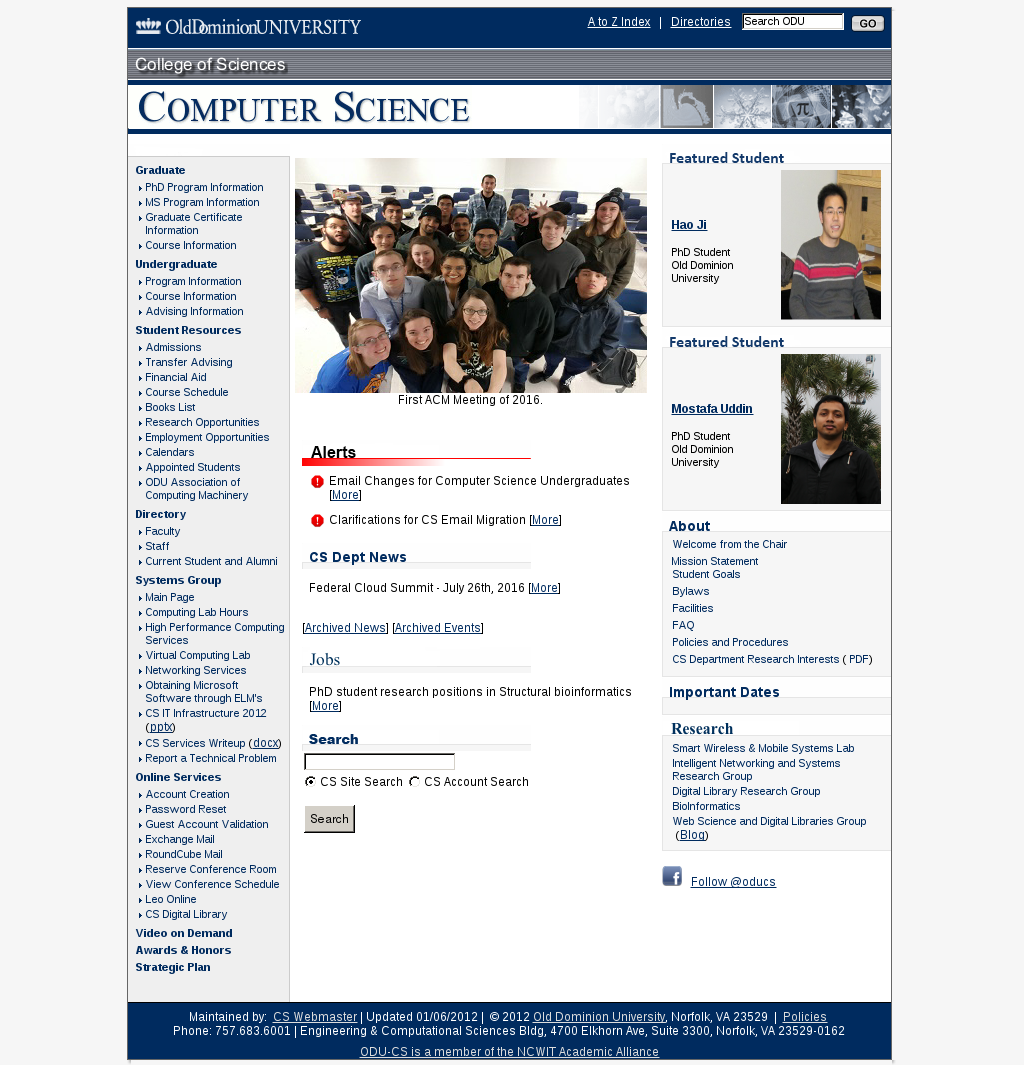 OldDominionUNIVERSITY
A to Z Index | Directories
Search ODU
GO
College of Sciences
COMPUTER SCIENCE
Graduate
PhD Program Information
MS Program Information
Graduate Certificate
Information
Course Information
Undergraduate
Program Information
Course Information
Advising Information
Student Resources
Admissions
Transfer Advising
Financial Aid
Course Schedule
Books List
Research Opportunities
Employment Opportunities
Calendars
Appointed Students
ODU Association of
Computing Machinery
Directory
Faculty
Staff
Current Student and Alumni
Systems Group
Main Page
Computing Lab Hours
High Performance Computing
Services
Virtual Computing Lab
Networking Services
Obtaining Microsoft
Software through ELM's
CS IT Infrastructure 2012
(pptx)
CS Services Writeup (docx)
Report a Technical Problem
Online Services
Account Creation
Password Reset
Guest Account Validation
Exchange Mail
RoundCube Mail
Reserve Conference Room
View Conference Schedule
Leo Online
CS Digital Library
Video on Demand
Awards & Honors
Strategic Plan
First ACM Meeting of 2016.
Alerts
Email Changes for Computer Science Undergraduates
[More]
Clarifications for CS Email Migration [More]
CS Dept News
Federal Cloud Summit - July 26th, 2016 [More]
[Archived News] [Archived Events]
Jobs
PhD student research positions in Structural bioinformatics
[More]
Search
CS Site Search CS Account Search
Search
Featured Student
Hao Ji
PhD Student
Old Dominion
University
Featured Student
Mostafa Uddin
PhD Student
Old Dominion
University
About
Welcome from the Chair
Mission Statement
Student Goals
Bylaws
Facilities
FAQ
Policies and Procedures
CS Department Research Interests ( PDF)
Important Dates
Research
Smart Wireless & Mobile Systems Lab
Intelligent Networking and Systems
Research Group
Digital Library Research Group
BioInformatics
Web Science and Digital Libraries Group
(Blog)
Follow @oducs
Maintained by: CS Webmaster | Updated 01/06/2012 | © 2012 Old Dominion University, Norfolk, VA 23529 | Policies
Phone: 757.683.6001 | Engineering & Computational Sciences Bldg, 4700 Elkhorn Ave, Suite 3300, Norfolk, VA 23529-0162
ODU-CS is a member of the NCWIT Academic Alliance